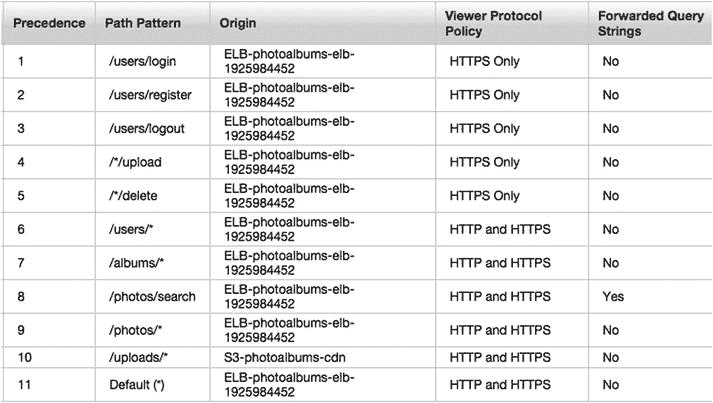 Precedence Path Pattern Origin Viewer Protocol Policy Forwarded Query Strings
1 /users/login ELB-photoalbums-elb-1925984452 HTTPS Only No
2 /users/register ELB-photoalbums-elb-1925984452 HTTPS Only No
3 /users/logout ELB-photoalbums-elb-1925984452 HTTPS Only No
4 /*/upload ELB-photoalbums-elb-1925984452 HTTPS Only No
5 /*/delete ELB-photoalbums-elb-1925984452 HTTPS Only No
6 /users/* ELB-photoalbums-elb-1925984452 HTTP and HTTPS No
7 /albums/* ELB-photoalbums-elb-1925984452 HTTP and HTTPS No
8 /photos/search ELB-photoalbums-elb-1925984452 HTTP and HTTPS Yes
9 /photos/* ELB-photoalbums-elb-1925984452 HTTP and HTTPS No
10 /uploads/* S3-photoalbums-cdn HTTP and HTTPS No
11 Default (*) ELB-photoalbums-elb-1925984452 HTTP and HTTPS No